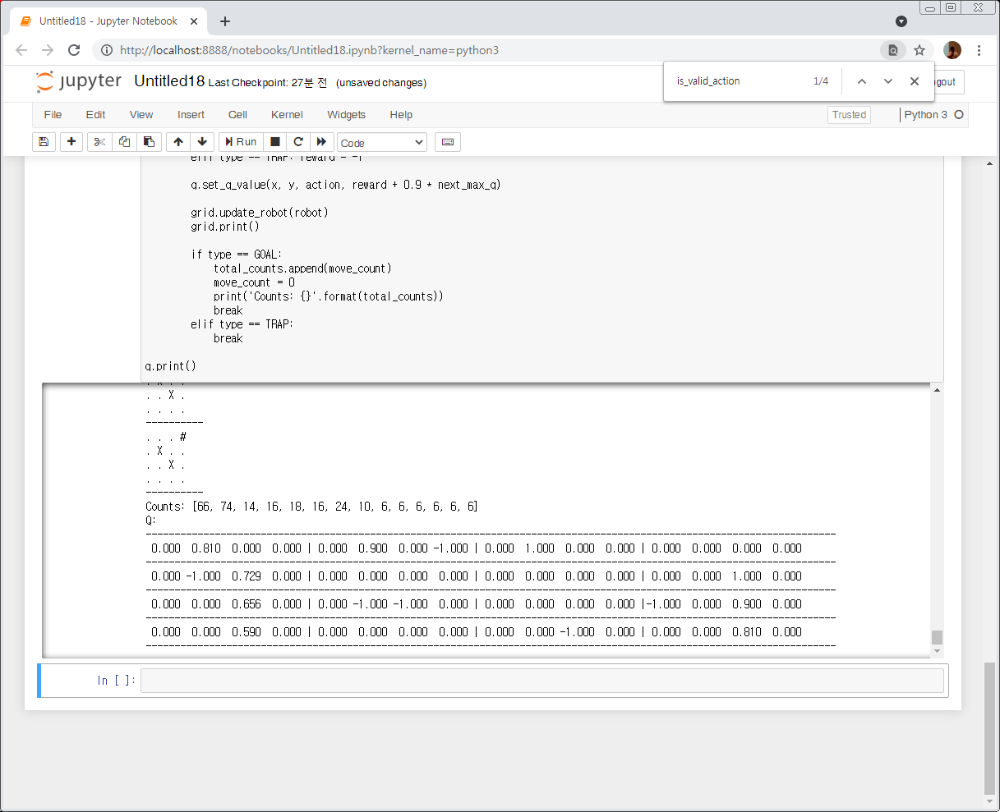 Untitled18 - Jupyter Notebook
http://localhost:8888/notebooks/Untitled18.ipynb?kernel_name=python3
is_valid_action 1/4
jupyter Untitled18 Last Checkpoint: 27분 전 (unsaved changes) gout
File Edit View Insert Cell Kernel Widgets Help Trusted Python 3
Run Code
elif type == TRAP: reward = -1
q.set_q_value(x, y, action, reward + 0.9 * next_max_q)
grid.update_robot(robot)
grid.print()
if type == GOAL:
total_counts.append(move_count)
move_count = 0
print('Counts: {}'.format(total_counts))
break
elif type == TRAP:
break
q.print()
. X . .
. . X .
. . . .
----------
. . . #
. X . .
. . X .
. . . .
----------
Counts: [66, 74, 14, 16, 18, 16, 24, 10, 6, 6, 6, 6, 6, 6]
Q:
------------------------------------------------------------------------------------------------------------------------
0.000 0.810 0.000 0.000 | 0.000 0.900 0.000 -1.000 | 0.000 1.000 0.000 0.000 | 0.000 0.000 0.000 0.000
------------------------------------------------------------------------------------------------------------------------
0.000 -1.000 0.729 0.000 | 0.000 0.000 0.000 0.000 | 0.000 0.000 0.000 0.000 | 0.000 0.000 1.000 0.000
------------------------------------------------------------------------------------------------------------------------
0.000 0.000 0.656 0.000 | 0.000 -1.000 -1.000 0.000 | 0.000 0.000 0.000 0.000 |-1.000 0.000 0.900 0.000
------------------------------------------------------------------------------------------------------------------------
0.000 0.000 0.590 0.000 | 0.000 0.000 0.000 0.000 | 0.000 0.000 -1.000 0.000 | 0.000 0.000 0.810 0.000
------------------------------------------------------------------------------------------------------------------------
In [ ]: